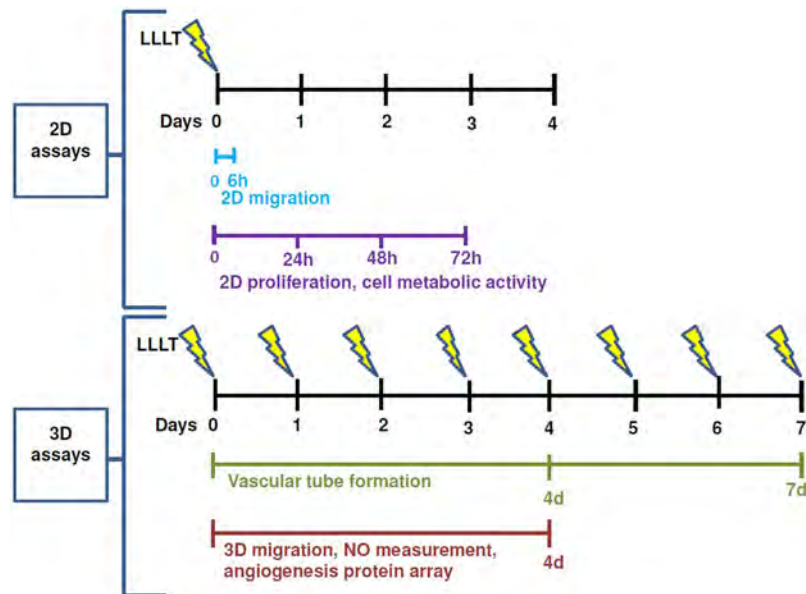 LLLT
2D
assays
Days 0 1 2 3 4
0 6h
2D migration
0 24h 48h 72h
2D proliferation, cell metabolic activity
LLLT
3D
assays
Days 0 1 2 3 4 5 6 7
Vascular tube formation
4d 7d
3D migration, NO measurement,
angiogenesis protein array
4d